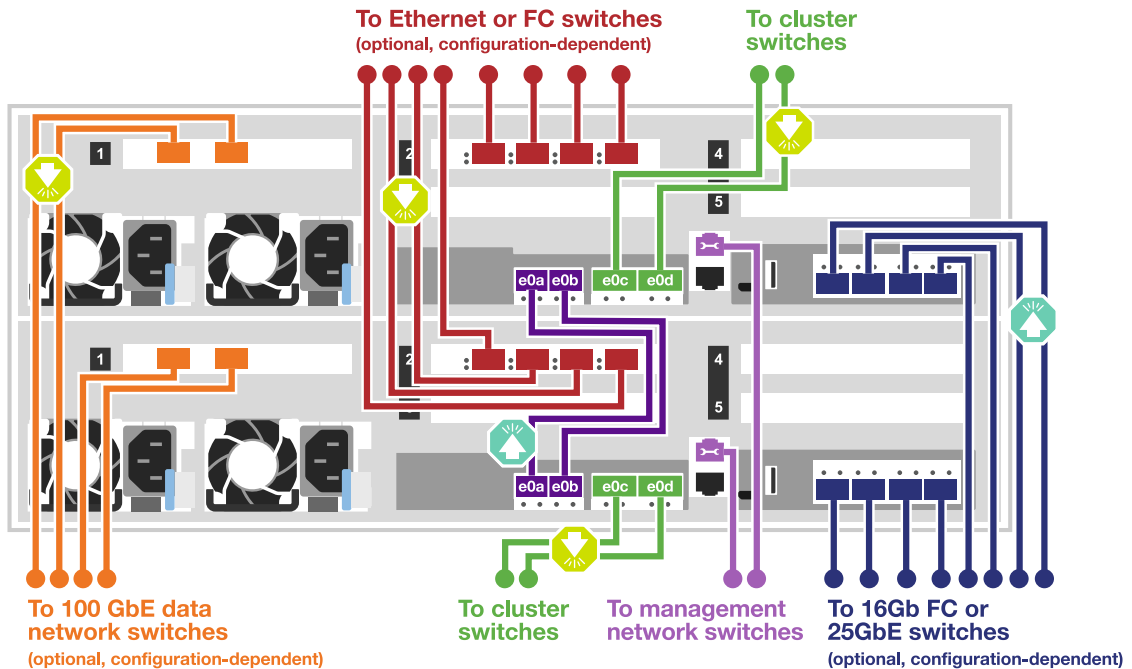 To Ethernet or FC switches
(optional, configuration-dependent)
To cluster
switches
1
2
4
5
e0a
e0b
e0c
e0d
1
2
4
5
e0a
e0b
e0c
e0d
To 100 GbE data
network switches
(optional, configuration-dependent)
To cluster
switches
To management
network switches
To 16Gb FC or
25GbE switches
(optional, configuration-dependent)